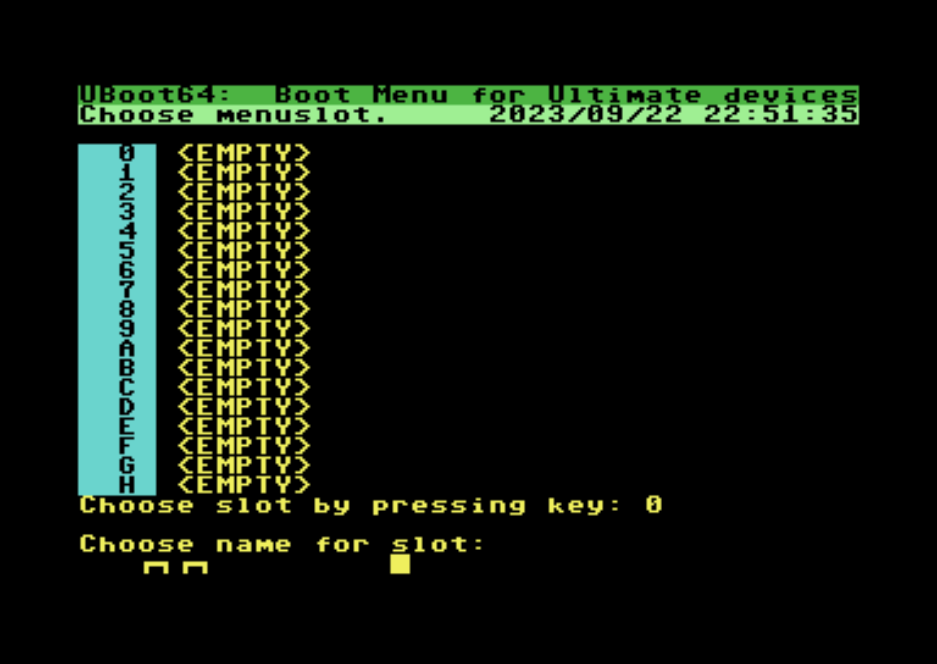 UBoot64: Boot Menu for Ultimate devices
Choose menuslot. 2023/09/22 22:51:35
0 <EMPTY>
1 <EMPTY>
2 <EMPTY>
3 <EMPTY>
4 <EMPTY>
5 <EMPTY>
6 <EMPTY>
7 <EMPTY>
8 <EMPTY>
9 <EMPTY>
A <EMPTY>
B <EMPTY>
C <EMPTY>
D <EMPTY>
E <EMPTY>
F <EMPTY>
G <EMPTY>
H <EMPTY>
Choose slot by pressing key: 0
Choose name for slot: